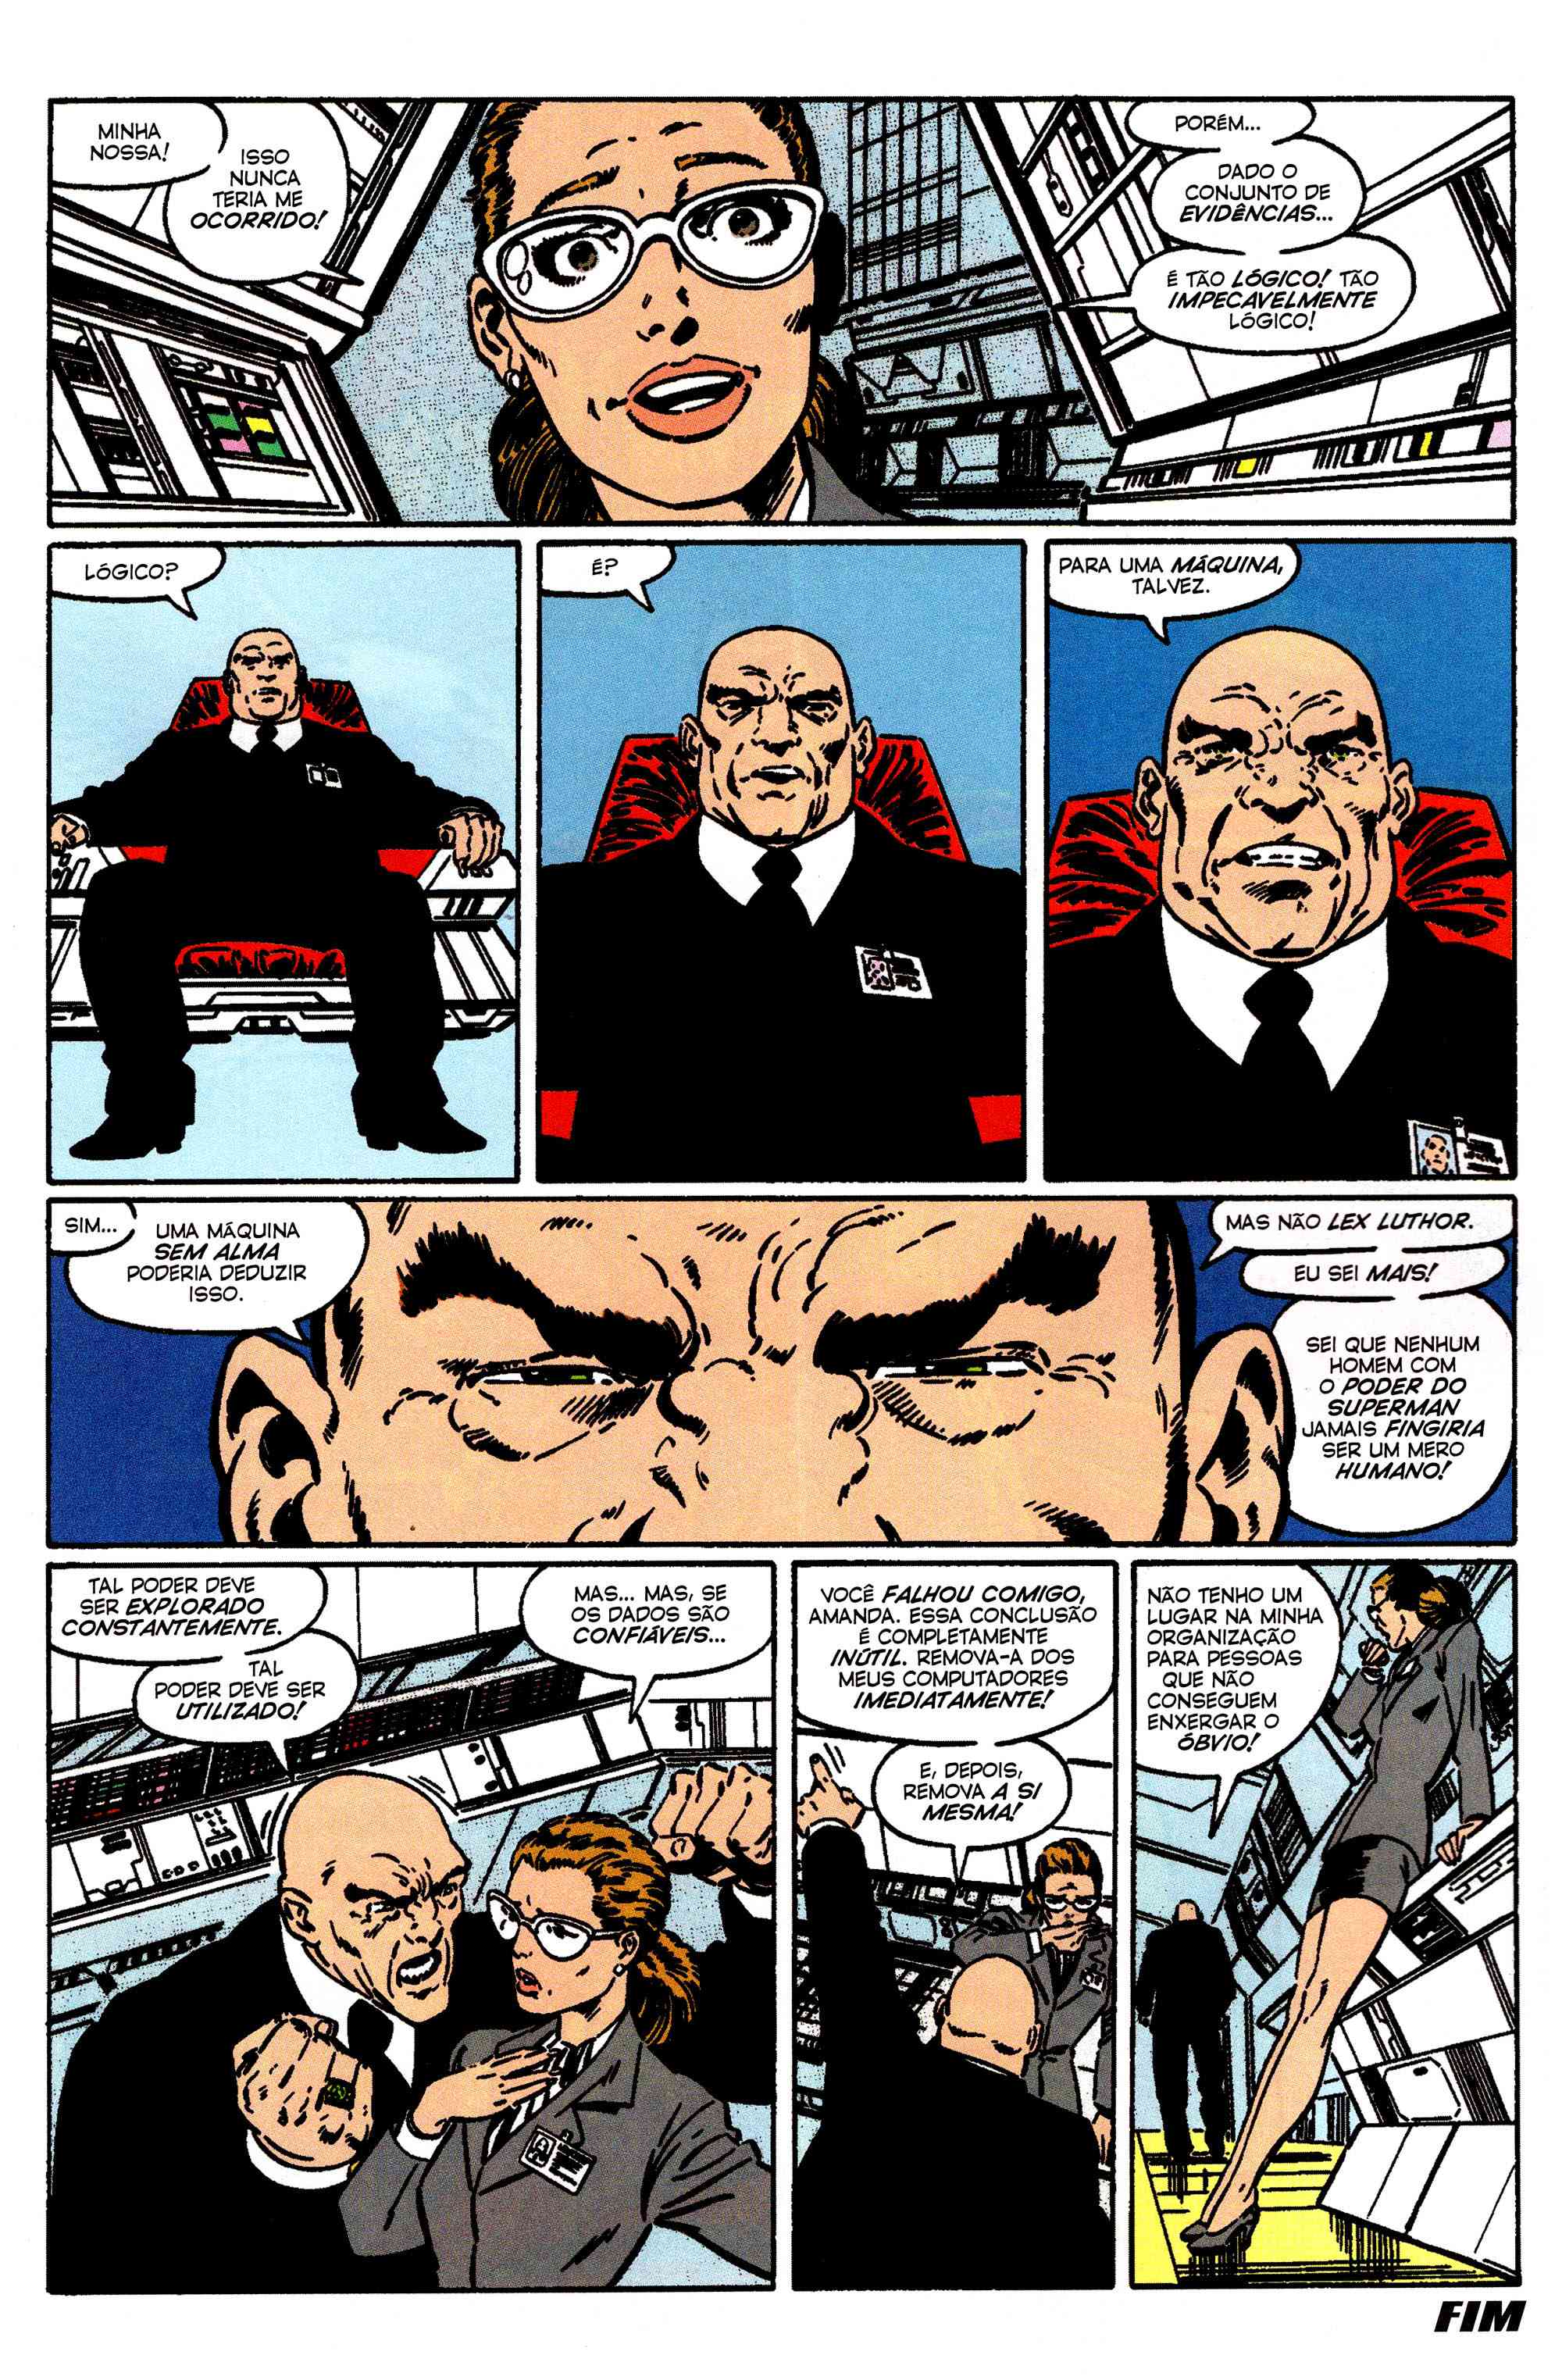 MINHA
NOSSA!
ISSO
NUNCA
TERIA ME
OCORRIDO!
PORÉM...
DADO O
CONJUNTO DE
EVIDÊNCIAS...
É TÃO LÓGICO! TÃO
IMPECAVELMENTE
LÓGICO!
LÓGICO?
É?
PARA UMA MÁQUINA,
TALVEZ.
SIM...
UMA MÁQUINA
SEM ALMA
PODERIA DEDUZIR
ISSO.
MAS NÃO LEX LUTHOR.
EU SEI MAIS!
SEI QUE NENHUM
HOMEM COM
O PODER DO
SUPERMAN
JAMAIS FINGIRIA
SER UM MERO
HUMANO!
TAL PODER DEVE
SER EXPLORADO
CONSTANTEMENTE.
TAL
PODER DEVE SER
UTILIZADO!
MAS... MAS, SE
OS DADOS SÃO
CONFIÁVEIS...
VOCÊ FALHOU COMIGO,
AMANDA. ESSA CONCLUSÃO
É COMPLETAMENTE
INÚTIL. REMOVA-A DOS
MEUS COMPUTADORES
IMEDIATAMENTE!
E, DEPOIS,
REMOVA A SI
MESMA!
NÃO TENHO UM
LUGAR NA MINHA
ORGANIZAÇÃO
PARA PESSOAS
QUE NÃO
CONSEGUEM
ENXERGAR O
ÓBVIO!
FIM